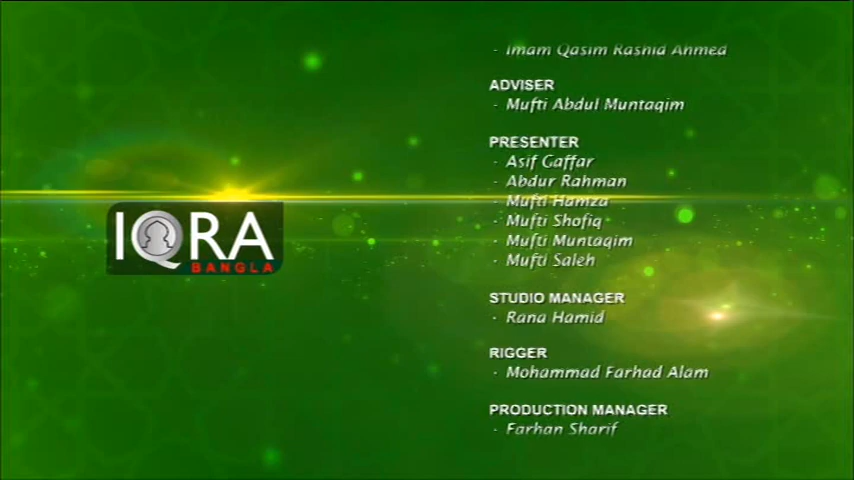 IQRA
BANGLA
- Imam Qasim Rashid Ahmed
ADVISER
- Mufti Abdul Muntaqim
PRESENTER
- Asif Gaffar
- Abdur Rahman
- Mufti Hamza
- Mufti Shofiq
- Mufti Muntaqim
- Mufti Saleh
STUDIO MANAGER
- Rana Hamid
RIGGER
- Mohammad Farhad Alam
PRODUCTION MANAGER
- Farhan Sharif